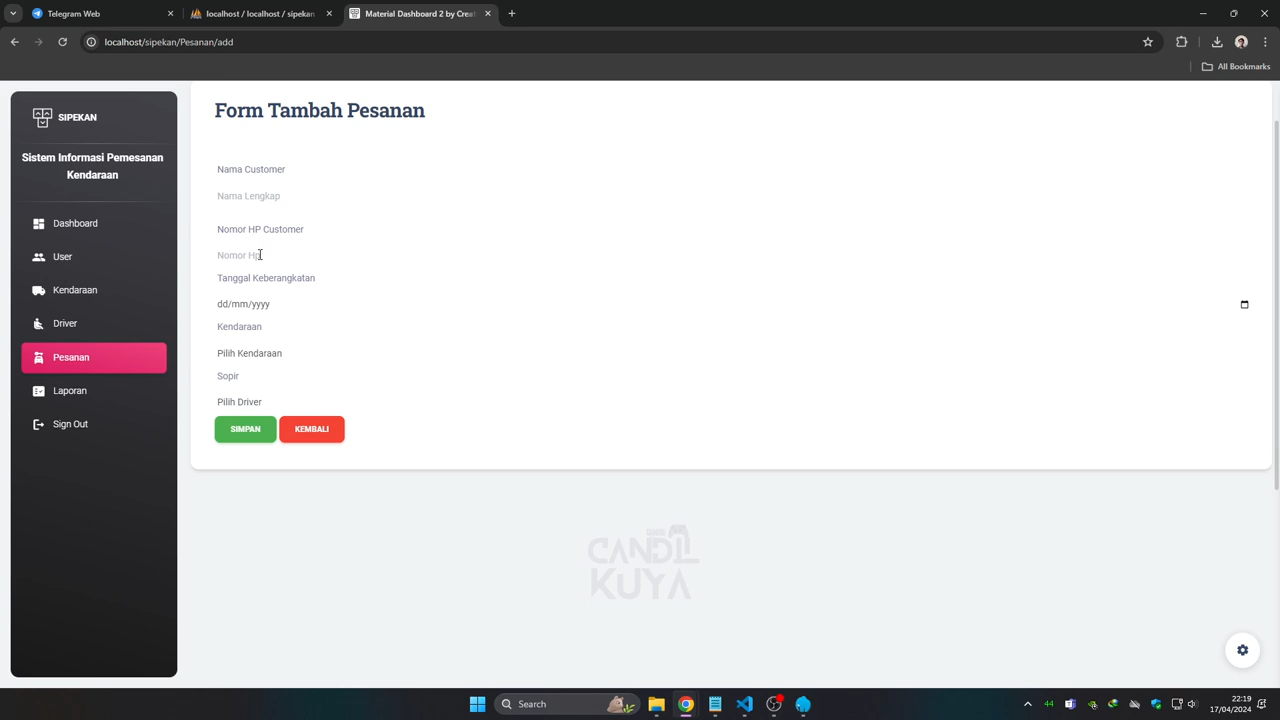 Telegram Web
localhost / localhost / sipekan
Material Dashboard 2 by Creat
localhost/sipekan/Pesanan/add
All Bookmarks
SIPEKAN
Sistem Informasi Pemesanan
Kendaraan
Dashboard
User
Kendaraan
Driver
Pesanan
Laporan
Sign Out
Form Tambah Pesanan
Nama Customer
Nama Lengkap
Nomor HP Customer
Nomor Hp
Tanggal Keberangkatan
dd/mm/yyyy
Kendaraan
Pilih Kendaraan
Sopir
Pilih Driver
SIMPAN
KEMBALI
CANDI
KUYA
Search
44
22:19
17/04/2024